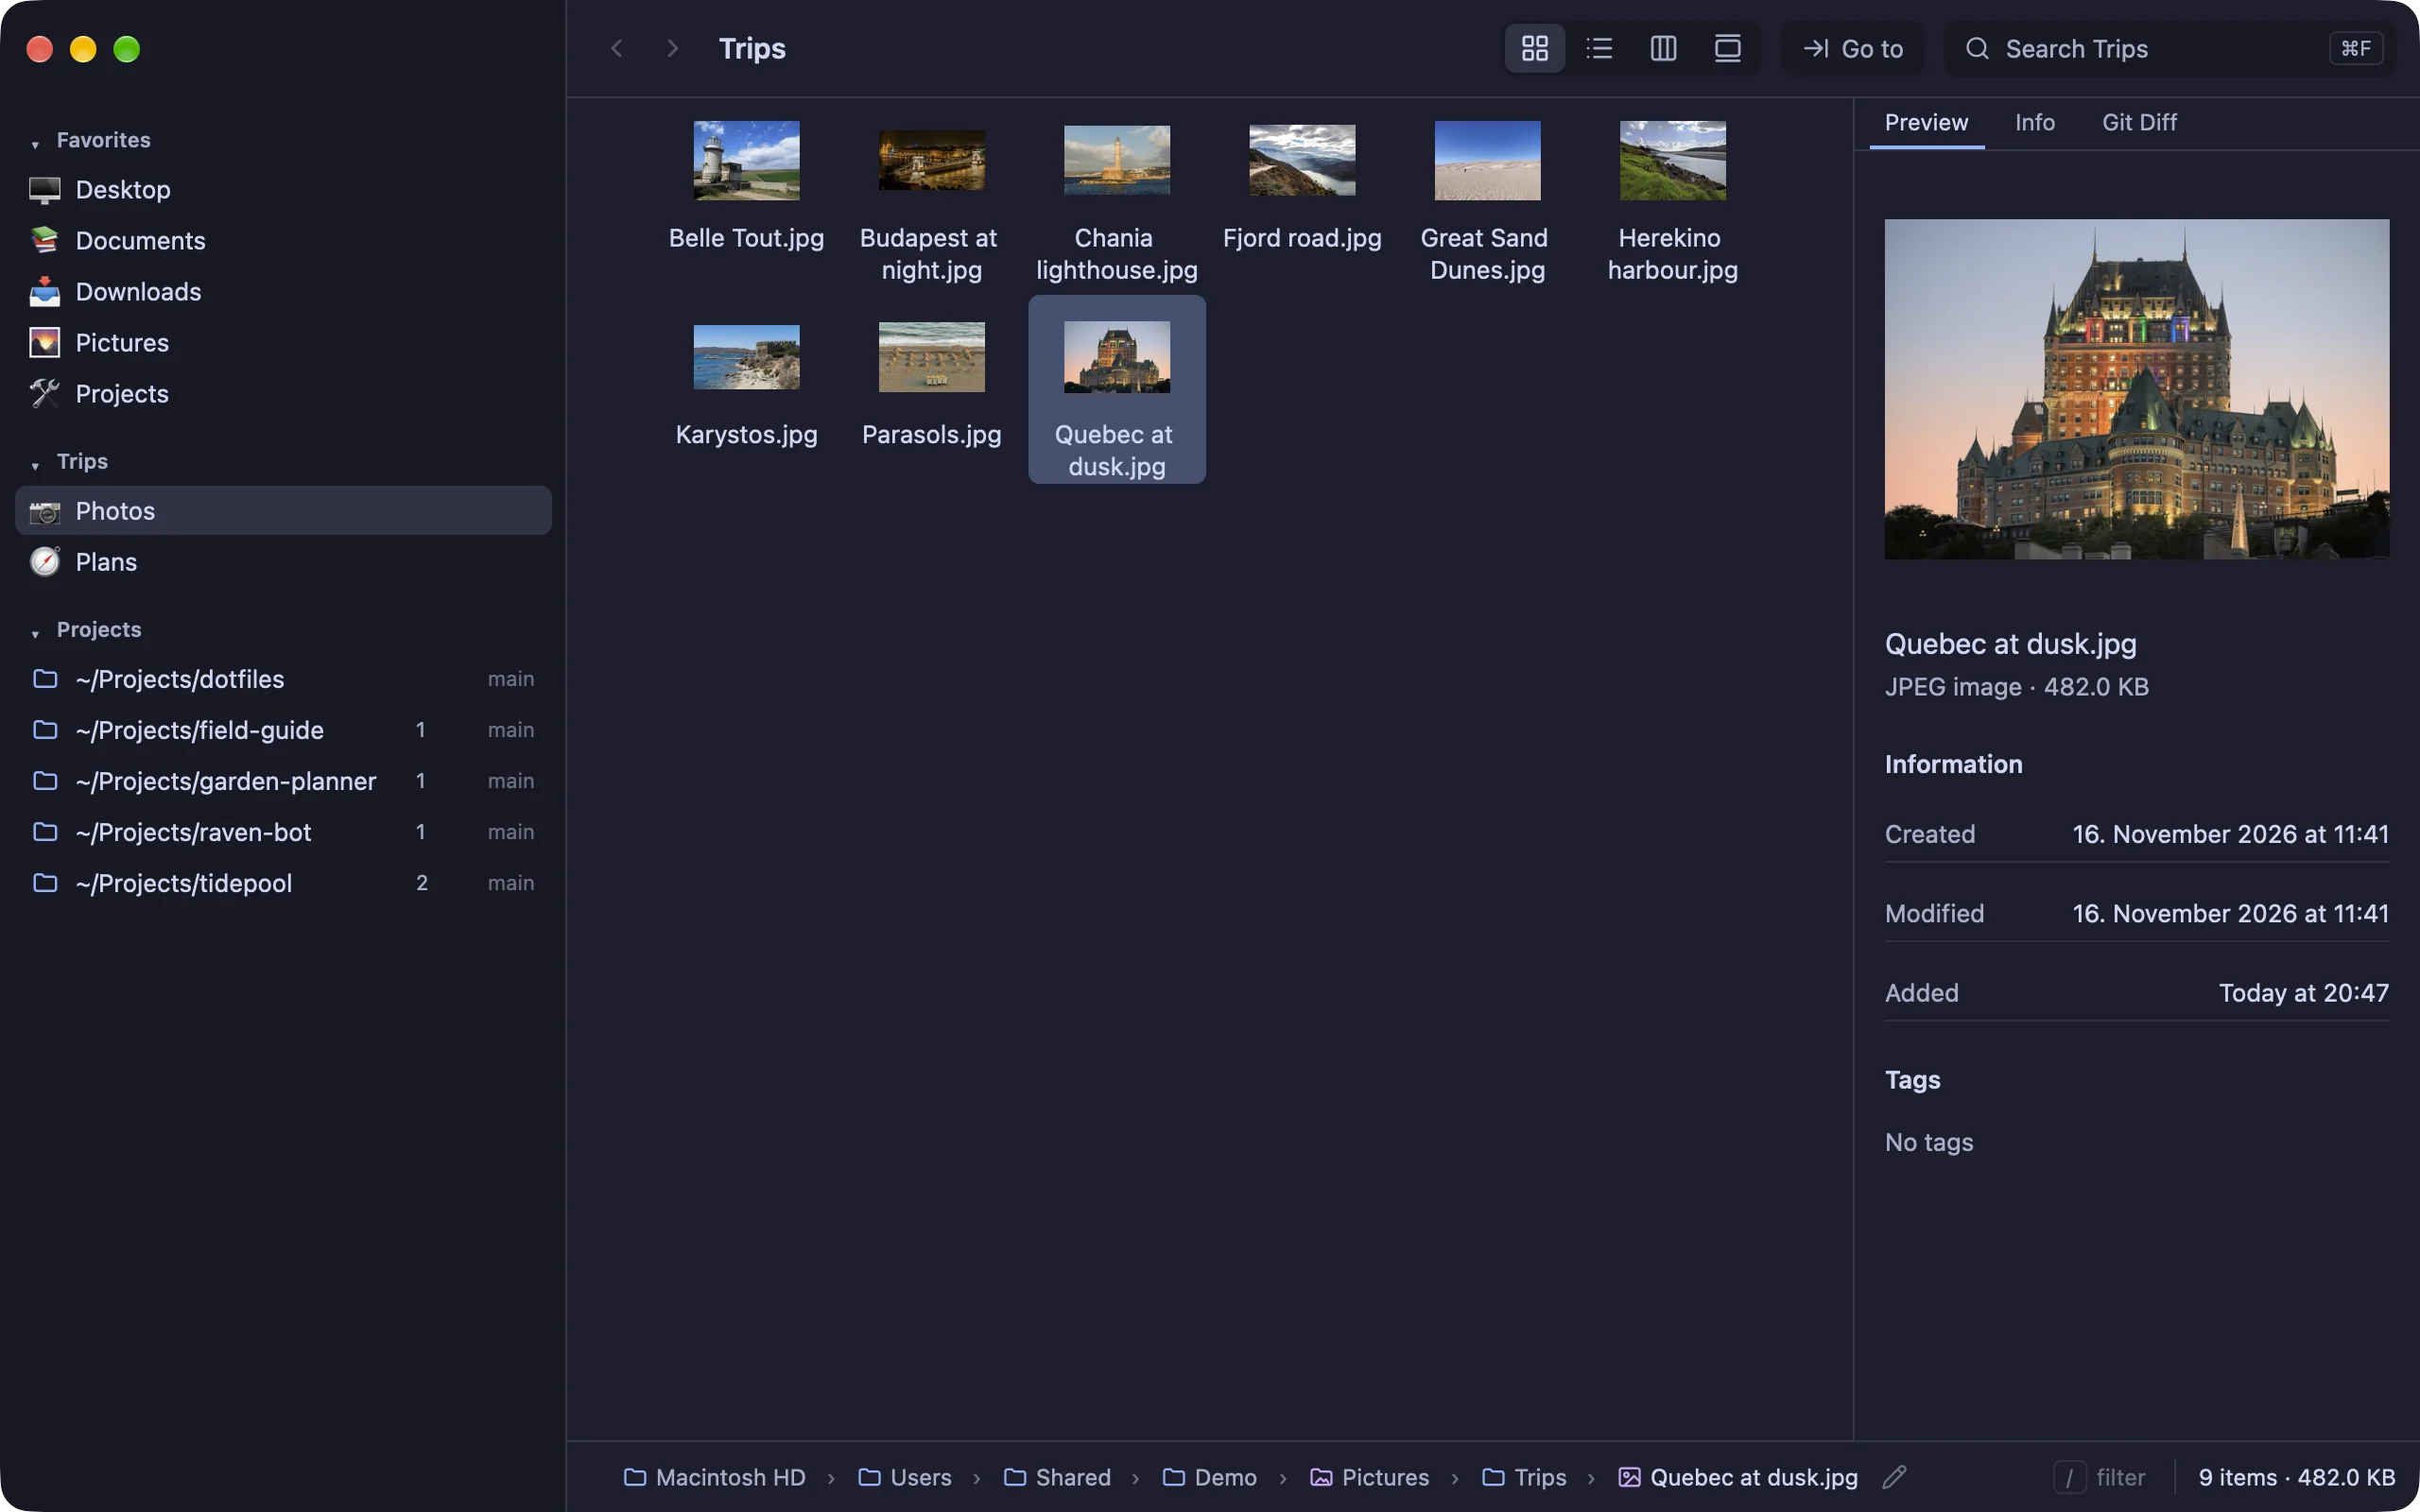 Favorites
Desktop
Documents
Downloads
Pictures
Projects
Trips
Photos
Plans
Projects
~/Projects/dotfiles main
~/Projects/field-guide 1 main
~/Projects/garden-planner 1 main
~/Projects/raven-bot 1 main
~/Projects/tidepool 2 main
Trips
Go to
Search Trips
⌘F
Belle Tout.jpg
Budapest at
night.jpg
Chania
lighthouse.jpg
Fjord road.jpg
Great Sand
Dunes.jpg
Herekino
harbour.jpg
Karystos.jpg
Parasols.jpg
Quebec at
dusk.jpg
Preview Info Git Diff
Quebec at dusk.jpg
JPEG image · 482.0 KB
Information
Created 16. November 2026 at 11:41
Modified 16. November 2026 at 11:41
Added Today at 20:47
Tags
No tags
Macintosh HD › Users › Shared › Demo › Pictures › Trips › Quebec at dusk.jpg
/ filter
9 items · 482.0 KB